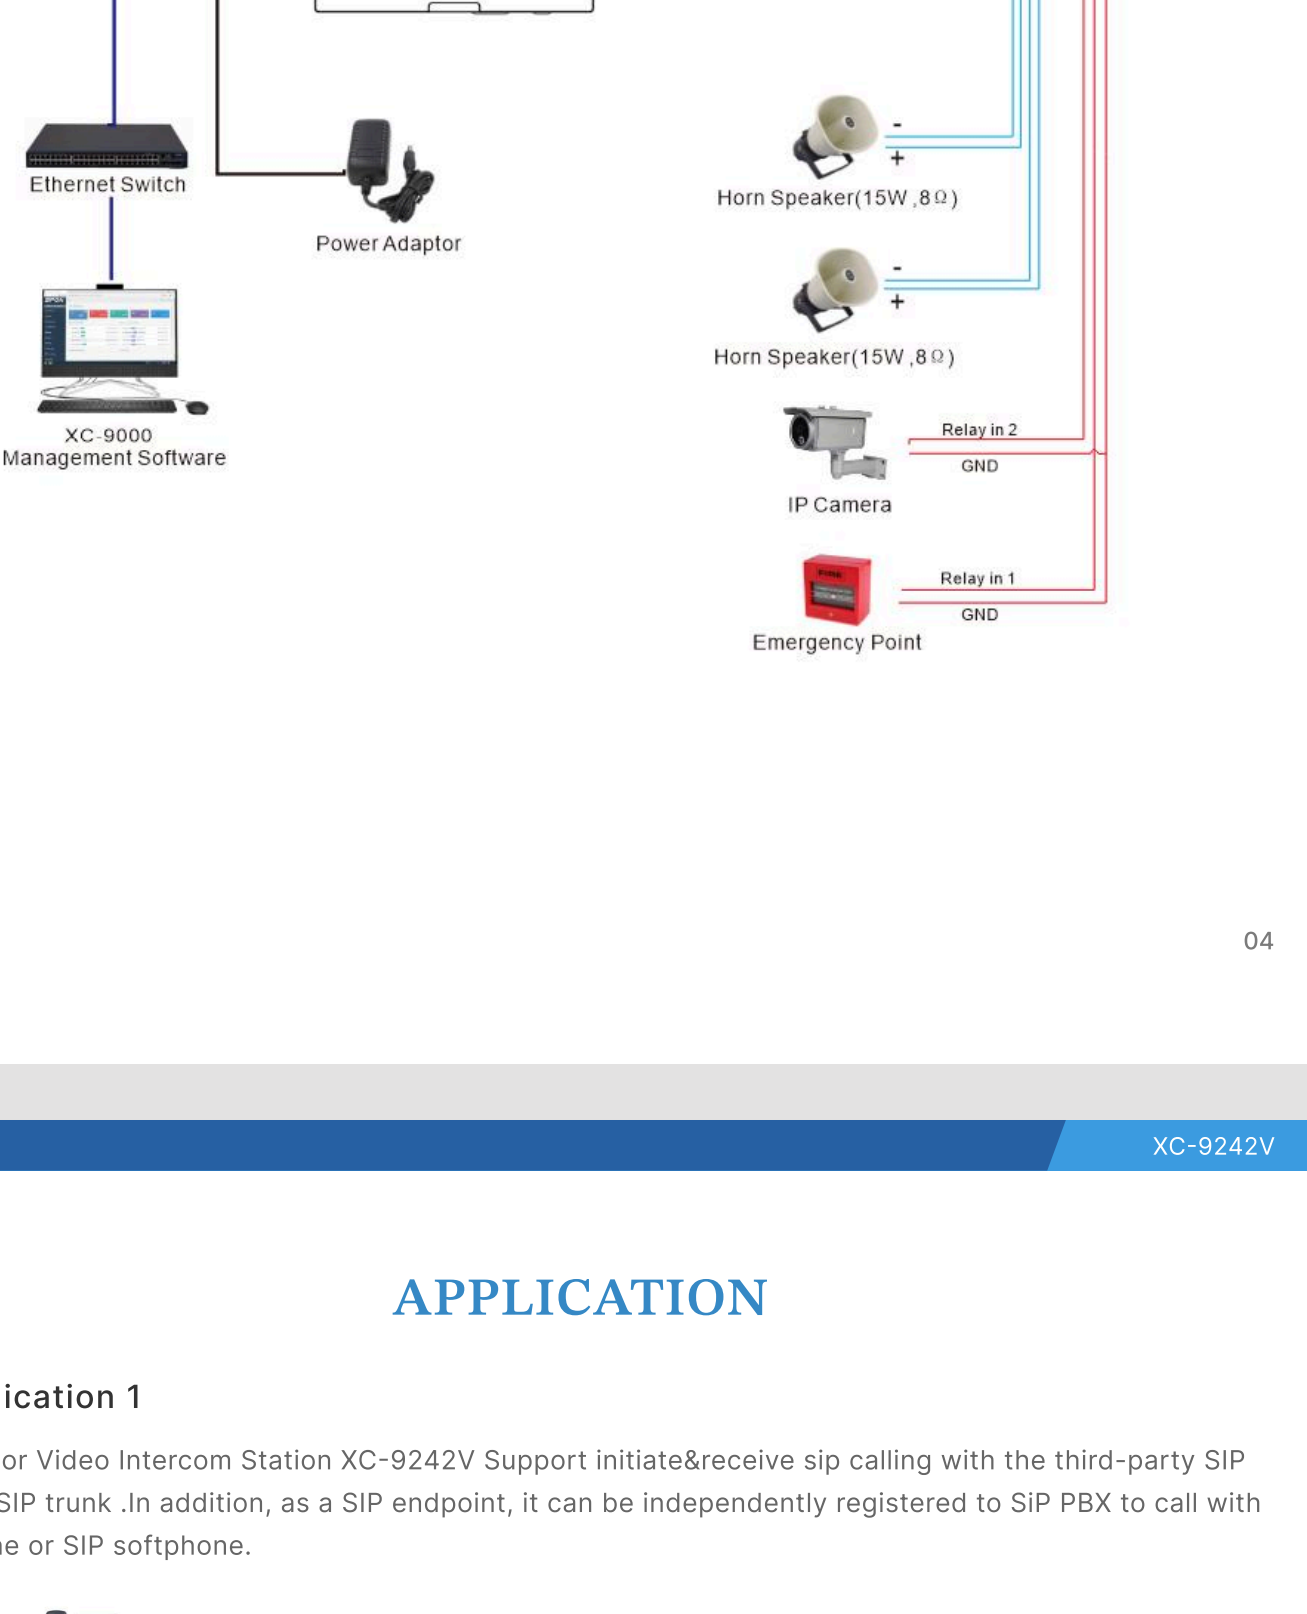 -
+
Horn Speaker(15W ,8Ω)
Ethernet Switch
Power Adaptor
-
+
Horn Speaker(15W ,8Ω)
XC-9000
Management Software
Relay in 2
GND
IP Camera
Relay in 1
GND
Emergency Point
04
XC-9242V
APPLICATION
ication 1
or Video Intercom Station XC-9242V Support initiate&receive sip calling with the third-party SIP
SIP trunk .In addition, as a SIP endpoint, it can be independently registered to SiP PBX to call with
e or SIP softphone.